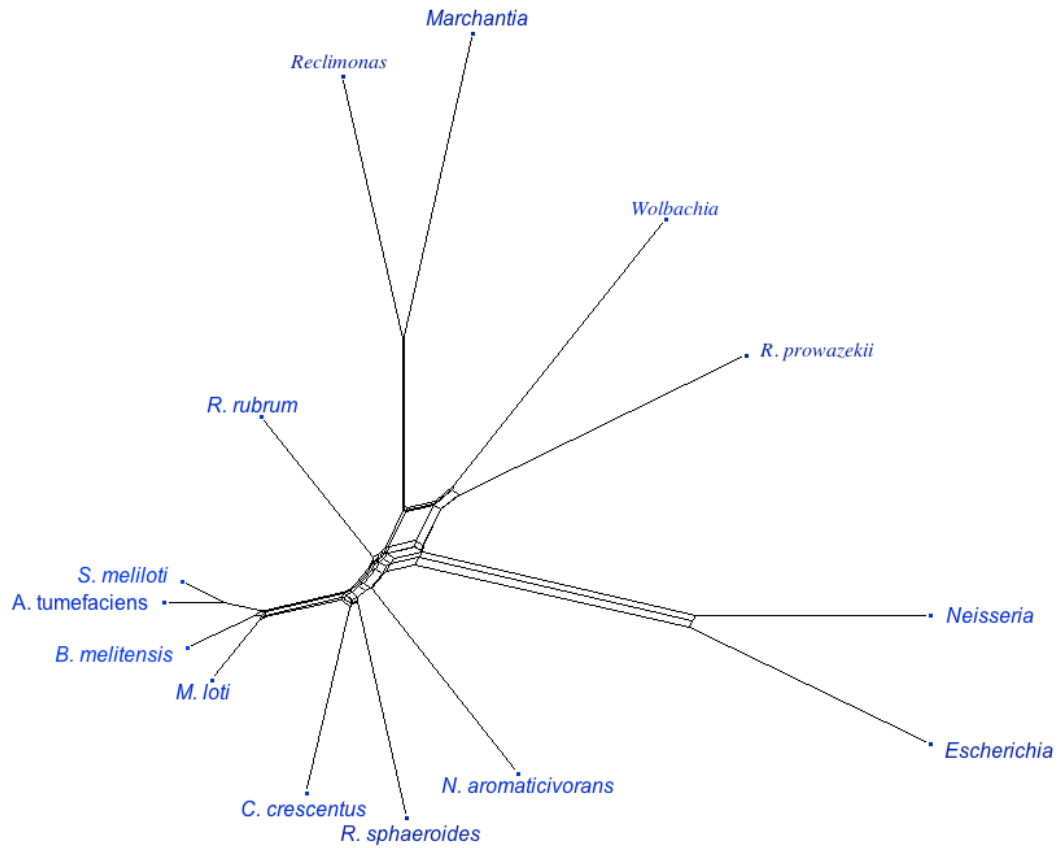 Marchantia
Reclimonas
Wolbachia
R. prowazekii
R. rubrum
S. meliloti
A. tumefaciens
Neisseria
B. melitensis
M. loti
Escherichia
N. aromaticivorans
C. crescentus
R. sphaeroides